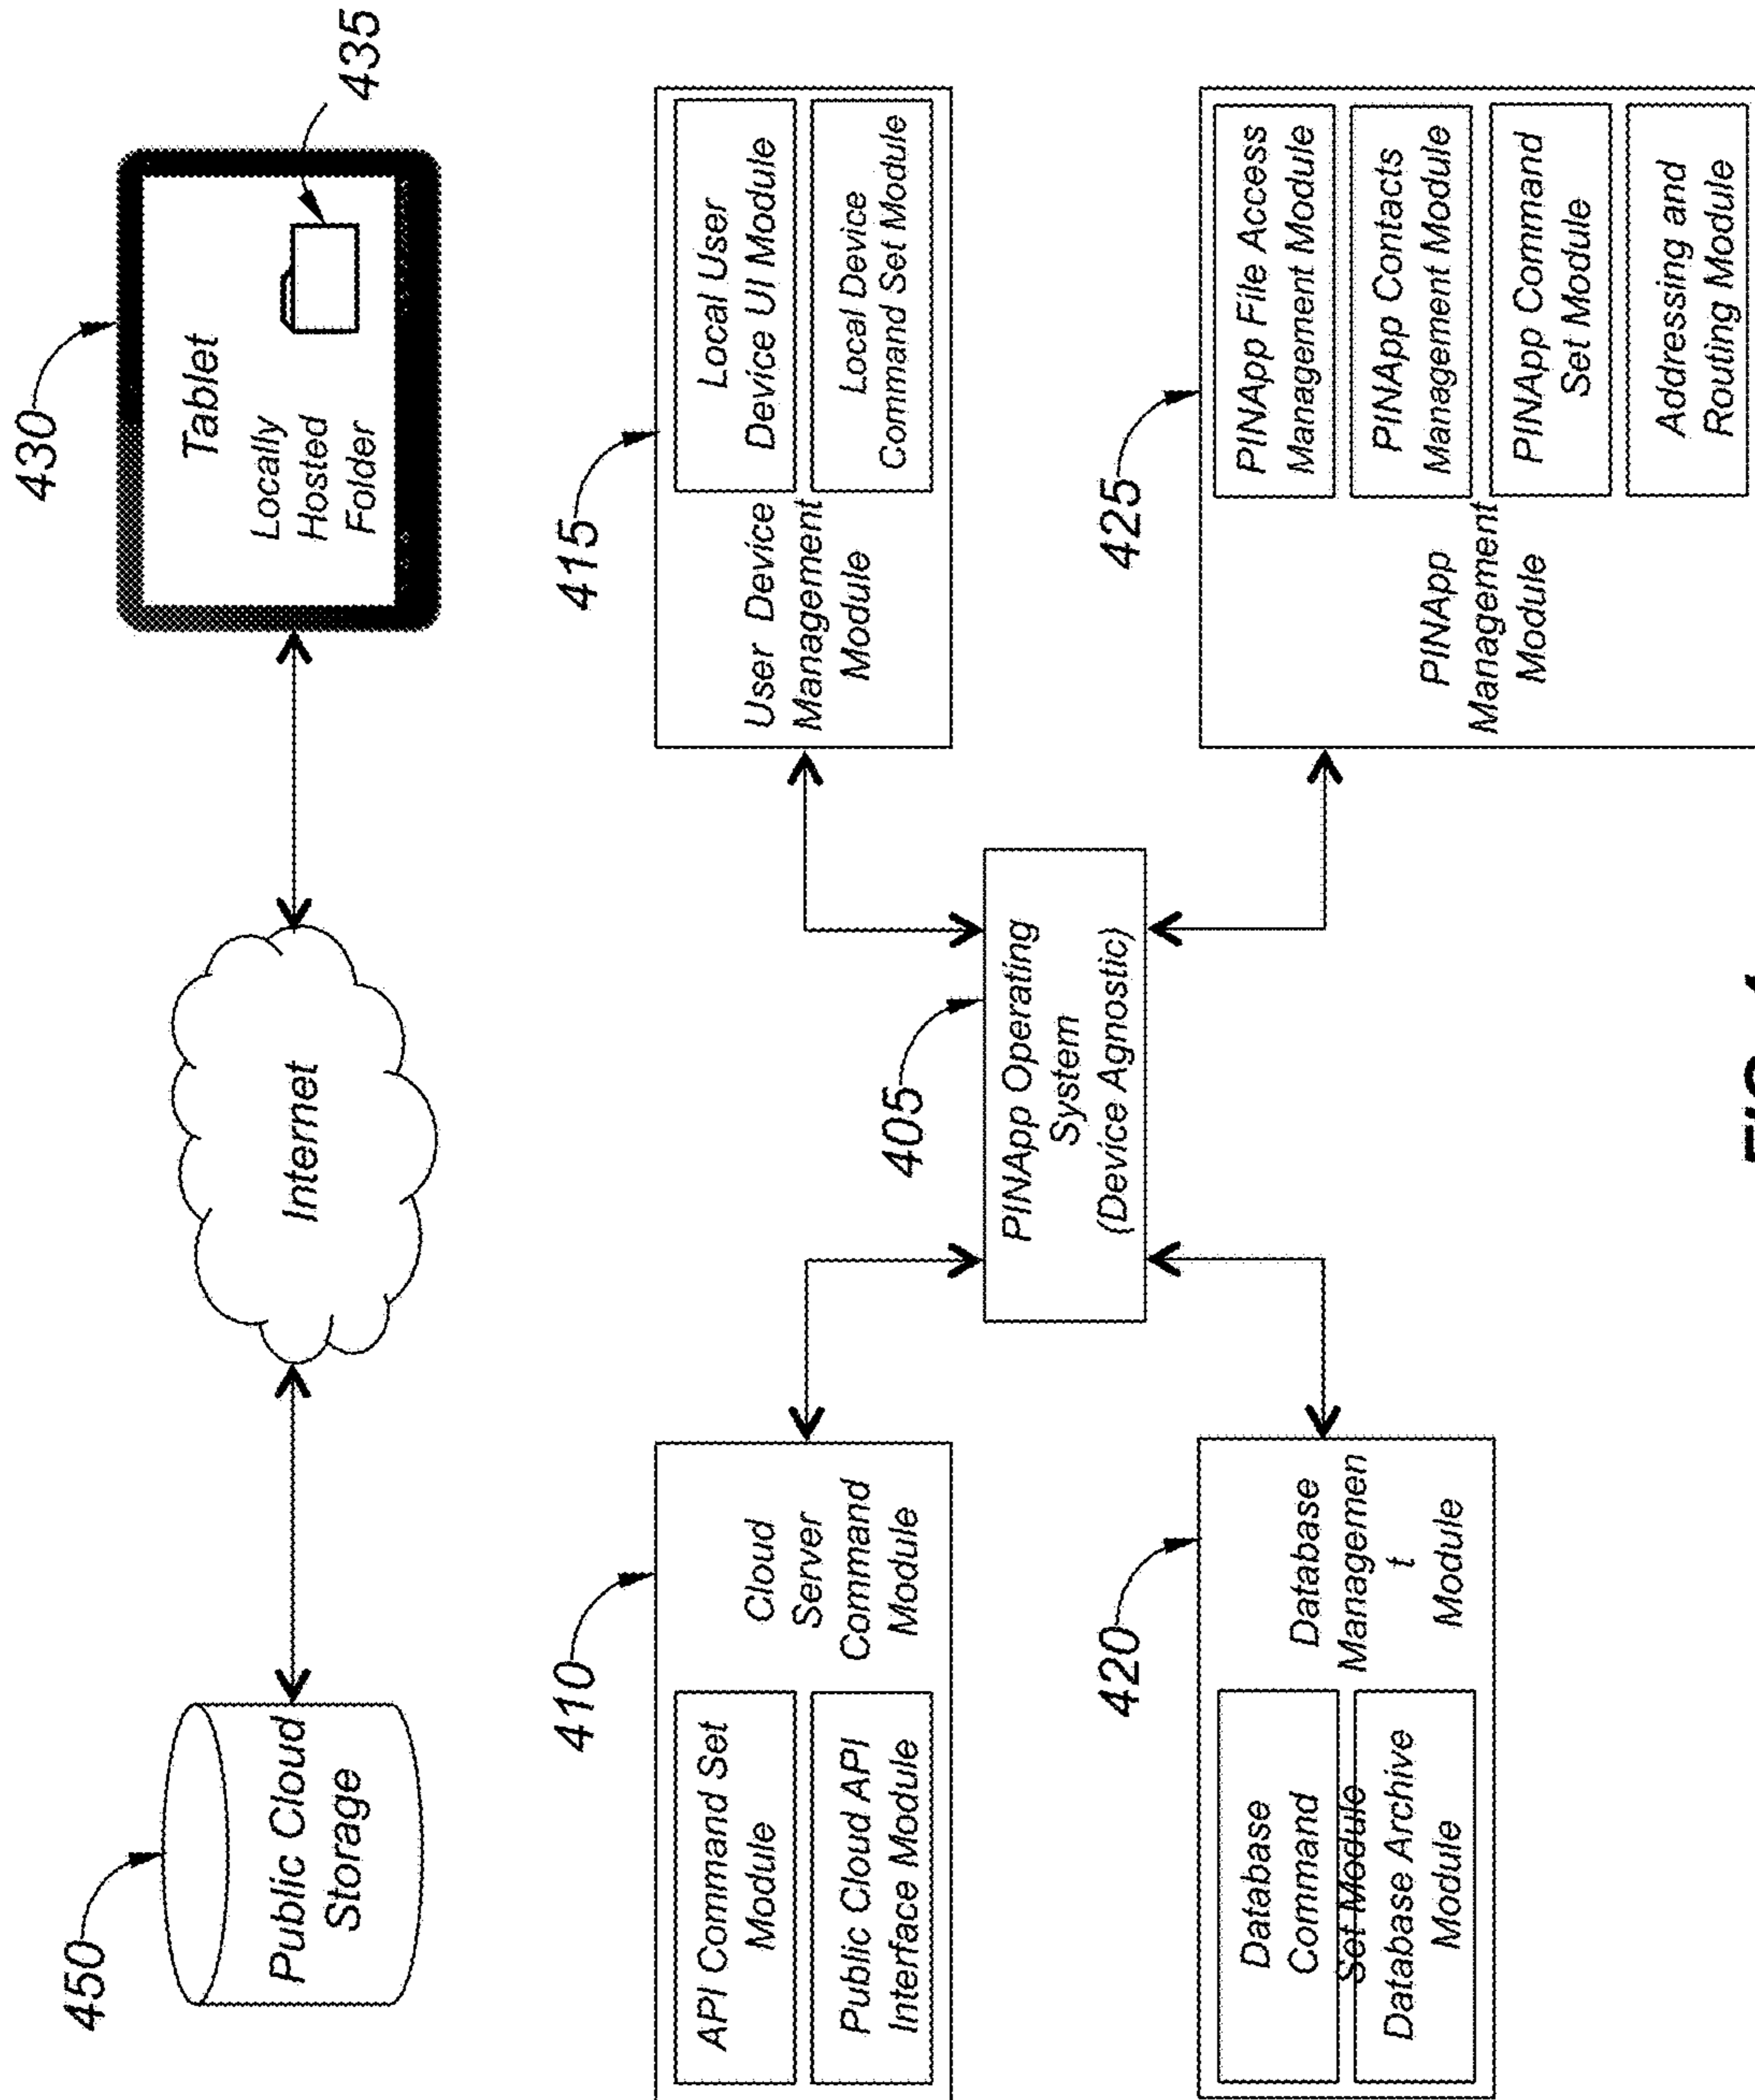 450
Public Cloud
Storage
Internet
430
Tablet
Locally
Hosted
Folder
435
410
API Command Set
Module
Public Cloud API
Interface Module
Cloud
Server
Command
Module
415
User Device
Management
Module
Local User
Device UI Module
Local Device
Command Set Module
405
PINApp Operating
System
(Device Agnostic)
420
Database
Command
Set Module
Database Archive
Module
Database
Managemen
t
Module
425
PINApp
Management
Module
PINApp File Access
Management Module
PINApp Contacts
Management Module
PINApp Command
Set Module
Addressing and
Routing Module